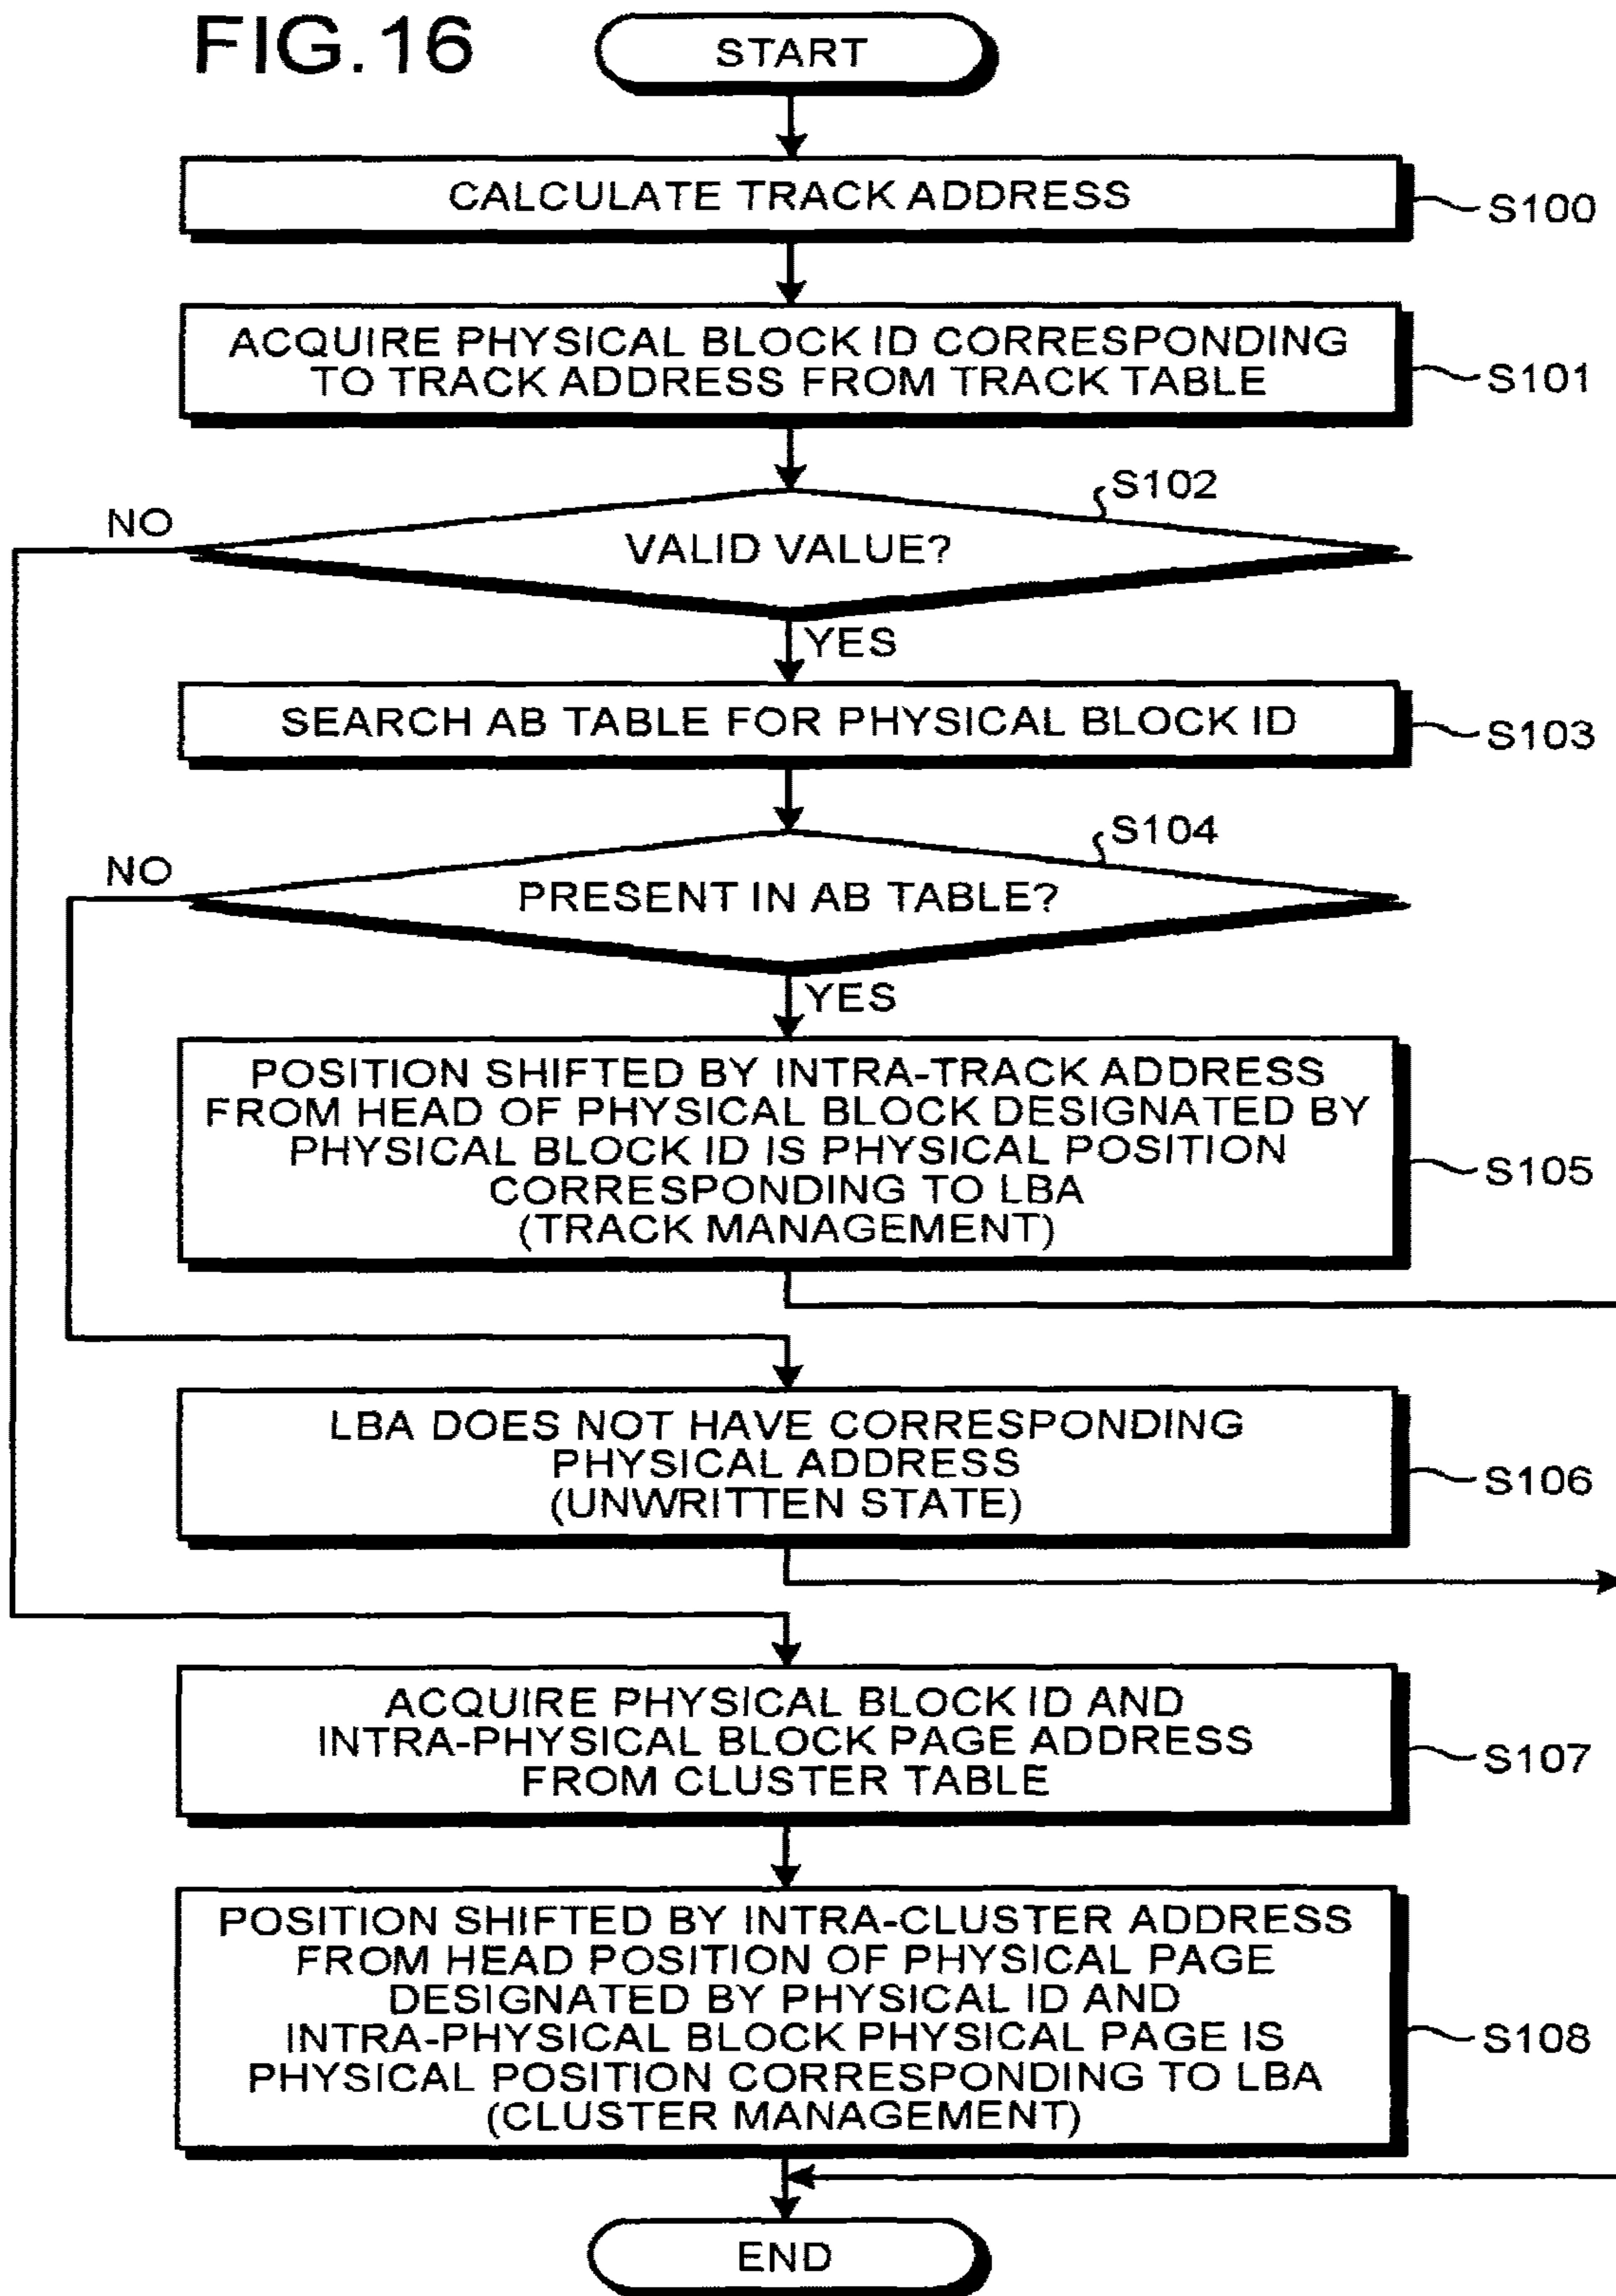 FIG.16
START
CALCULATE TRACK ADDRESS
S100
ACQUIRE PHYSICAL BLOCK ID CORRESPONDING
TO TRACK ADDRESS FROM TRACK TABLE
S101
S102
NO
VALID VALUE?
YES
SEARCH AB TABLE FOR PHYSICAL BLOCK ID
S103
S104
NO
PRESENT IN AB TABLE?
YES
POSITION SHIFTED BY INTRA-TRACK ADDRESS
FROM HEAD OF PHYSICAL BLOCK DESIGNATED BY
PHYSICAL BLOCK ID IS PHYSICAL POSITION
CORRESPONDING TO LBA
(TRACK MANAGEMENT)
S105
LBA DOES NOT HAVE CORRESPONDING
PHYSICAL ADDRESS
(UNWRITTEN STATE)
S106
ACQUIRE PHYSICAL BLOCK ID AND
INTRA-PHYSICAL BLOCK PAGE ADDRESS
FROM CLUSTER TABLE
S107
POSITION SHIFTED BY INTRA-CLUSTER ADDRESS
FROM HEAD POSITION OF PHYSICAL PAGE
DESIGNATED BY PHYSICAL ID AND
INTRA-PHYSICAL BLOCK PHYSICAL PAGE IS
PHYSICAL POSITION CORRESPONDING TO LBA
(CLUSTER MANAGEMENT)
S108
END